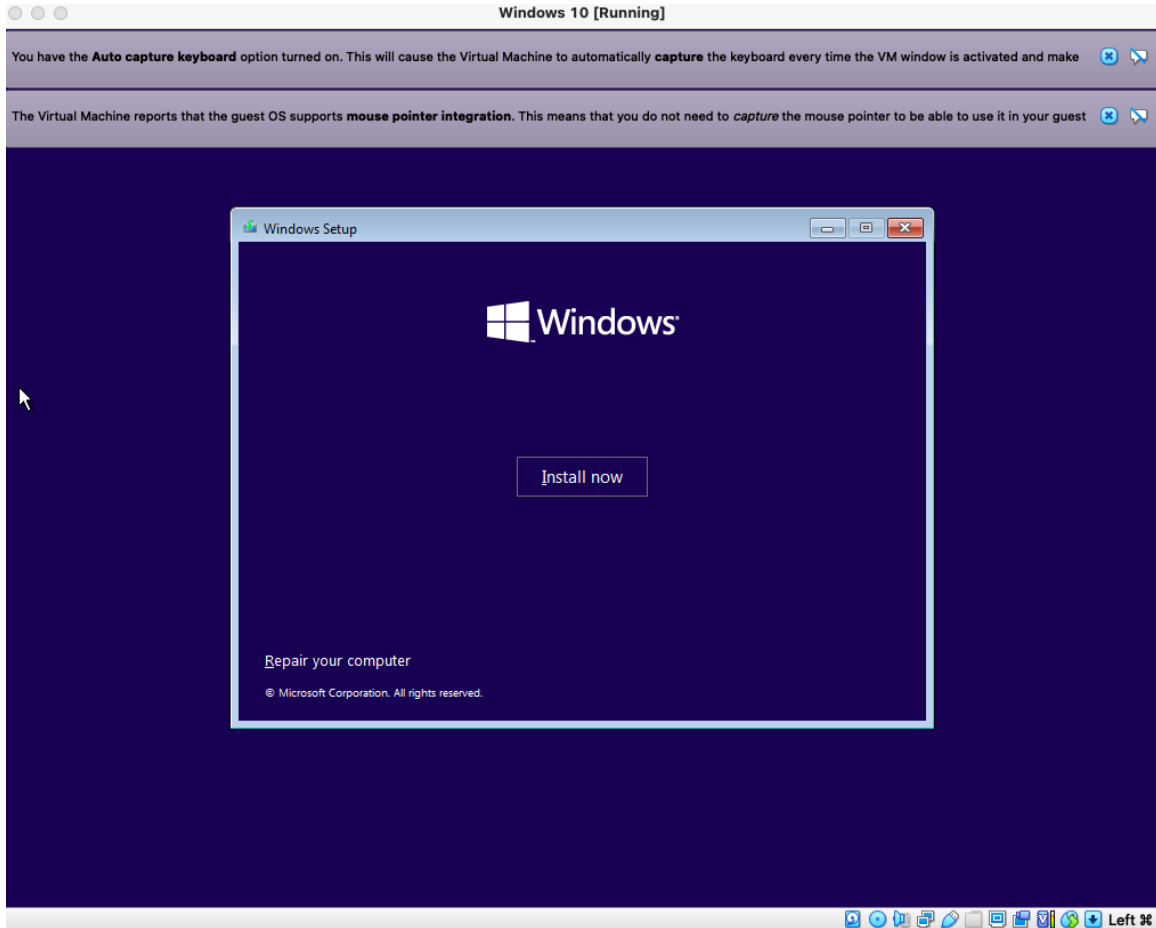 Windows 10 [Running]
You have the Auto capture keyboard option turned on. This will cause the Virtual Machine to automatically capture the keyboard every time the VM window is activated and make
The Virtual Machine reports that the guest OS supports mouse pointer integration. This means that you do not need to capture the mouse pointer to be able to use it in your guest
Windows Setup
Windows
Install now
Repair your computer
© Microsoft Corporation. All rights reserved.
Left ⌘